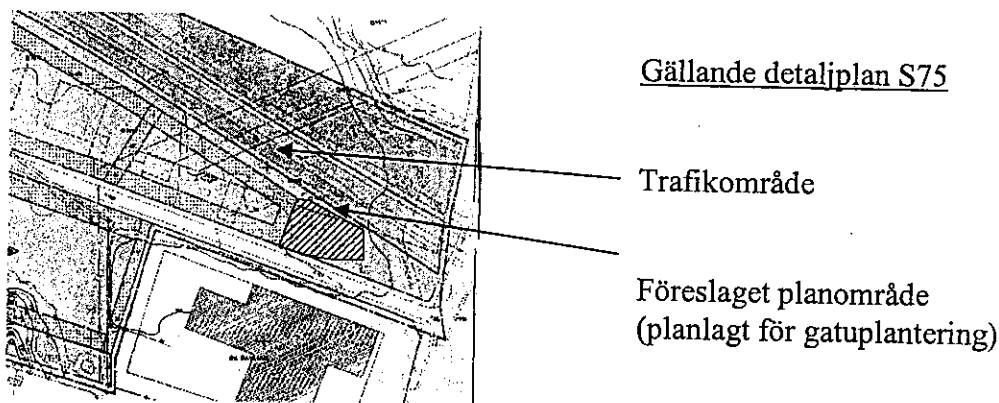 Gällande detaljplan S75
Trafikområde
Föreslaget planområde
(planlagt för gatuplantering)